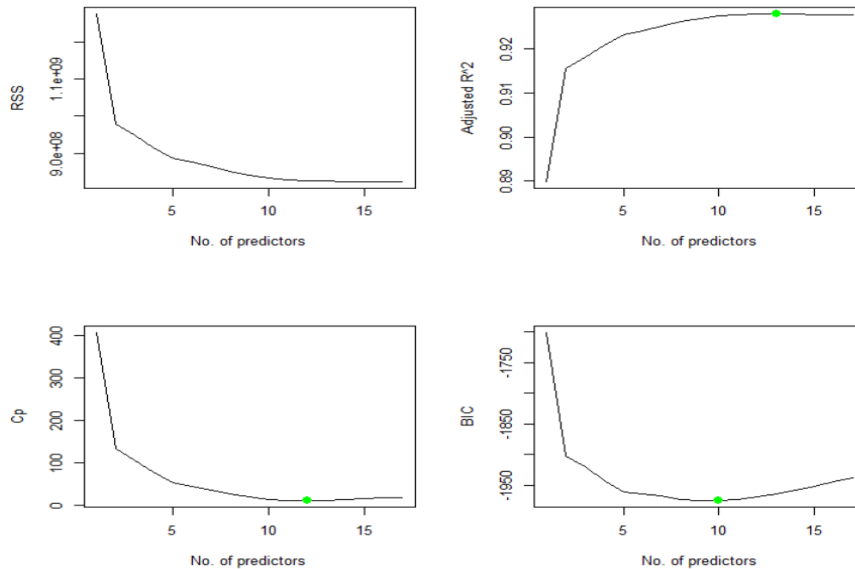 RSS
1.1e+09
9.0e+08
5 10 15
No. of predictors
Adjusted R^2
0.92
0.91
0.90
0.89
5 10 15
No. of predictors
Cp
400
300
200
100
0
5 10 15
No. of predictors
BIC
-1750
-1850
-1950
5 10 15
No. of predictors